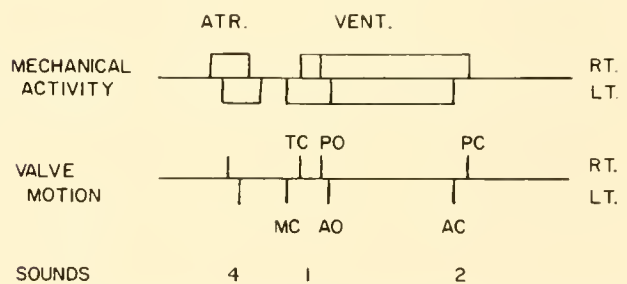 ATR. VENT.
MECHANICAL ACTIVITY RT.
LT.
TC PO PC
VALVE MOTION RT.
LT.
MC AO AC
SOUNDS 4 1 2